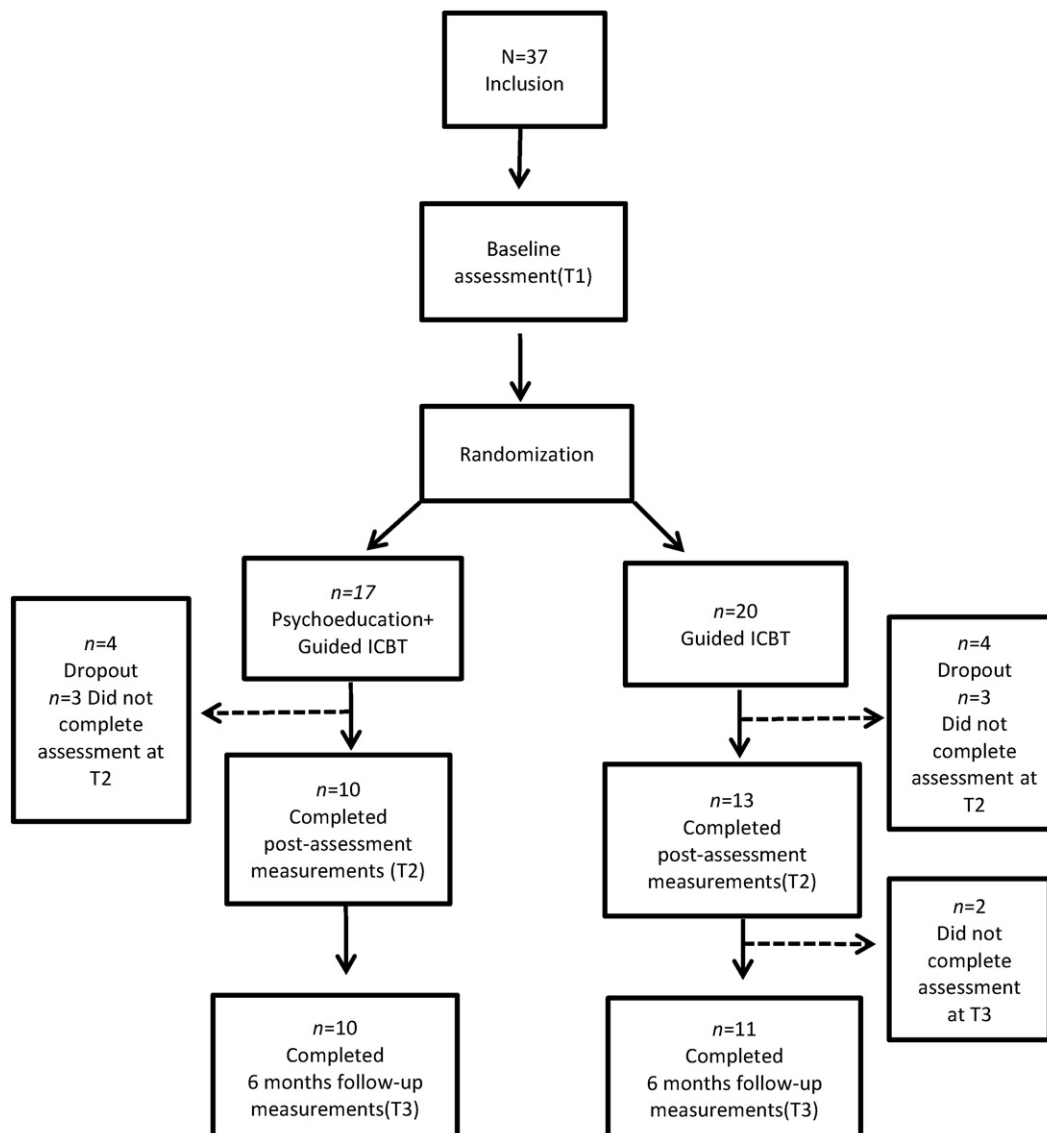 N=37
Inclusion
Baseline
assessment(T1)
Randomization
n=17
Psychoeducation+
Guided ICBT
n=20
Guided ICBT
n=4
Dropout
n=3 Did not
complete
assessment at
T2
n=4
Dropout
n=3
Did not
complete
assessment at
T2
n=10
Completed
post-assessment
measurements (T2)
n=13
Completed
post-assessment
measurements(T2)
n=2
Did not
complete
assessment
at T3
n=10
Completed
6 months follow-up
measurements(T3)
n=11
Completed
6 months follow-up
measurements(T3)